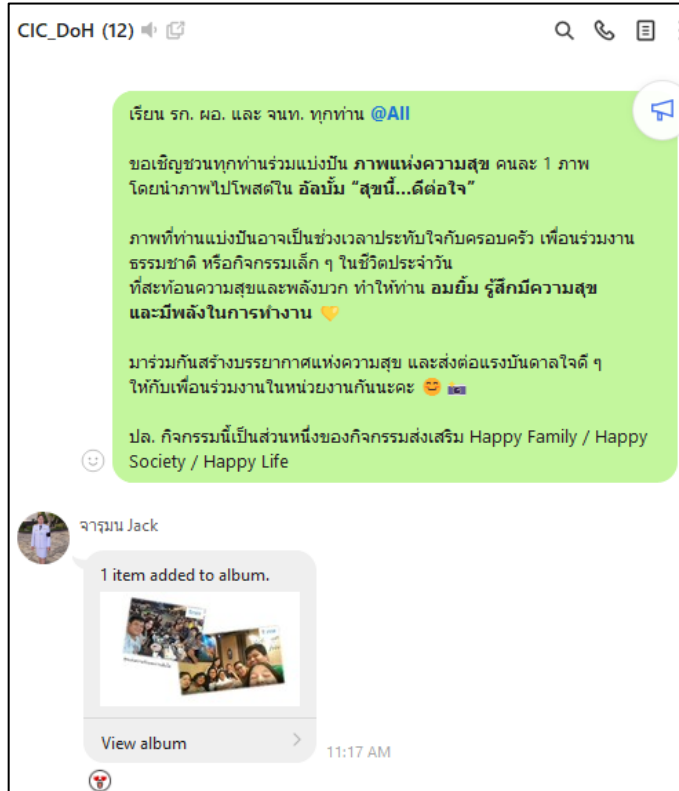 CIC_DoH (12)
เรียน รก. ผอ. และ จนท. ทุกท่าน @All
ขอเชิญชวนทุกท่านร่วมแบ่งปัน ภาพแห่งความสุข คนละ 1 ภาพ
โดยนำภาพไปโพสต์ใน อัลบั้ม “สุขนี้...ดีต่อใจ”
ภาพที่ท่านแบ่งปันอาจเป็นช่วงเวลาประทับใจกับครอบครัว เพื่อนร่วมงาน
ธรรมชาติ หรือกิจกรรมเล็ก ๆ ในชีวิตประจำวัน
ที่สะท้อนความสุขและพลังบวก ทำให้ท่าน อมยิ้ม รู้สึกมีความสุข
และมีพลังในการทำงาน 💛
มาร่วมกันสร้างบรรยากาศแห่งความสุข และส่งต่อแรงบันดาลใจดี ๆ
ให้กับเพื่อนร่วมงานในหน่วยงานกันนะคะ 😊 📸
ปล. กิจกรรมนี้เป็นส่วนหนึ่งของกิจกรรมส่งเสริม Happy Family / Happy
Society / Happy Life
จารุมน Jack
1 item added to album.
View album
11:17 AM